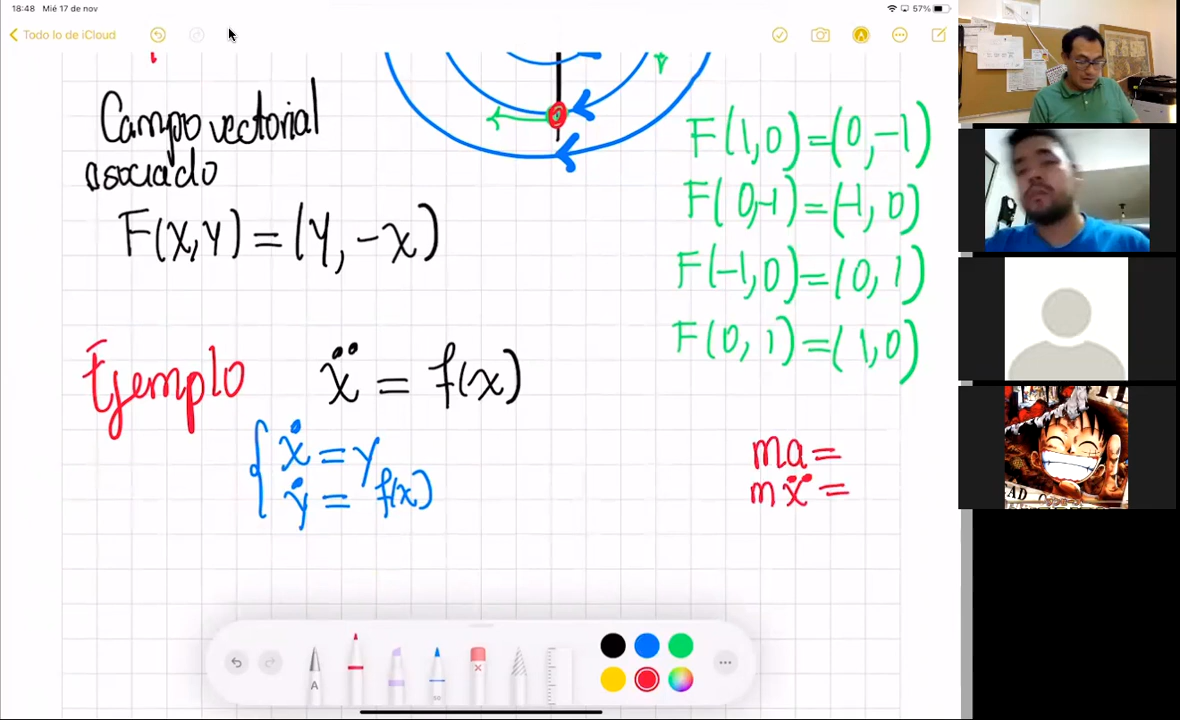 18:48 Mié 17 de nov
57%
Todo lo de iCloud
Campo vectorial
asociado
F(x,y) = (y, -x)
F(1,0)=(0,-1)
F(0,-1)=(-1,0)
F(-1,0)=(0,1)
F(0,1)=(1,0)
Ejemplo ẍ = f(x)
ẋ = y
ẏ = f(x)
ma=
mẍ=
A
AD